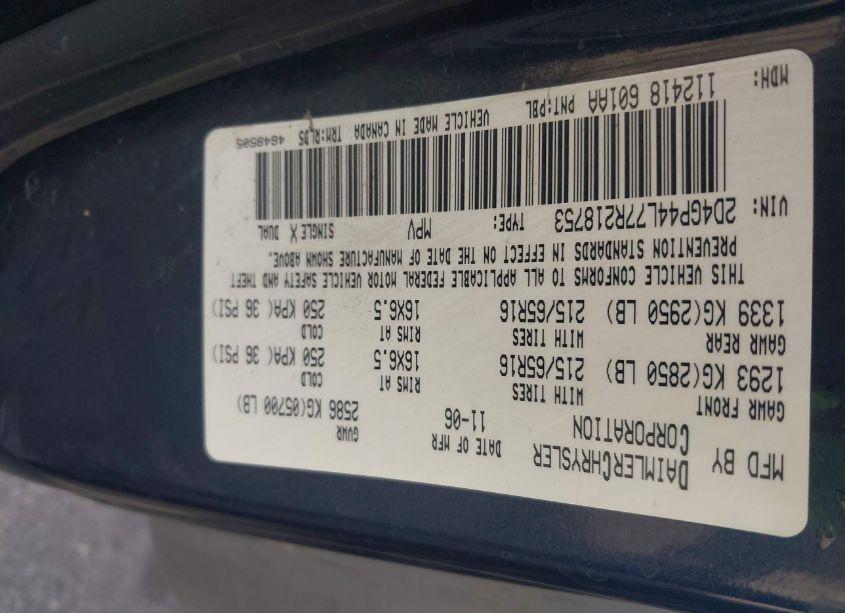 MFD BY DAIMLERCHRYSLER CORPORATION
DATE OF MFR 11-06
GVWR 2586 KG(05700 LB)
GAWR FRONT WITH TIRES RIMS AT COLD
1293 KG(2850 LB) 215/65R16 16X6.5 250 KPA( 36 PSI)
GAWR REAR WITH TIRES RIMS AT COLD
1339 KG(2950 LB) 215/65R16 16X6.5 250 KPA( 36 PSI)
THIS VEHICLE CONFORMS TO ALL APPLICABLE FEDERAL MOTOR VEHICLE SAFETY AND THEFT
PREVENTION STANDARDS IN EFFECT ON THE DATE OF MANUFACTURE SHOWN ABOVE.
VIN: 2D4GP44L77R218753 TYPE: MPV SINGLE X DUAL
MDH: 112418 601AA PNT:PBL VEHICLE MADE IN CANADA TRM:RLD5 4648505